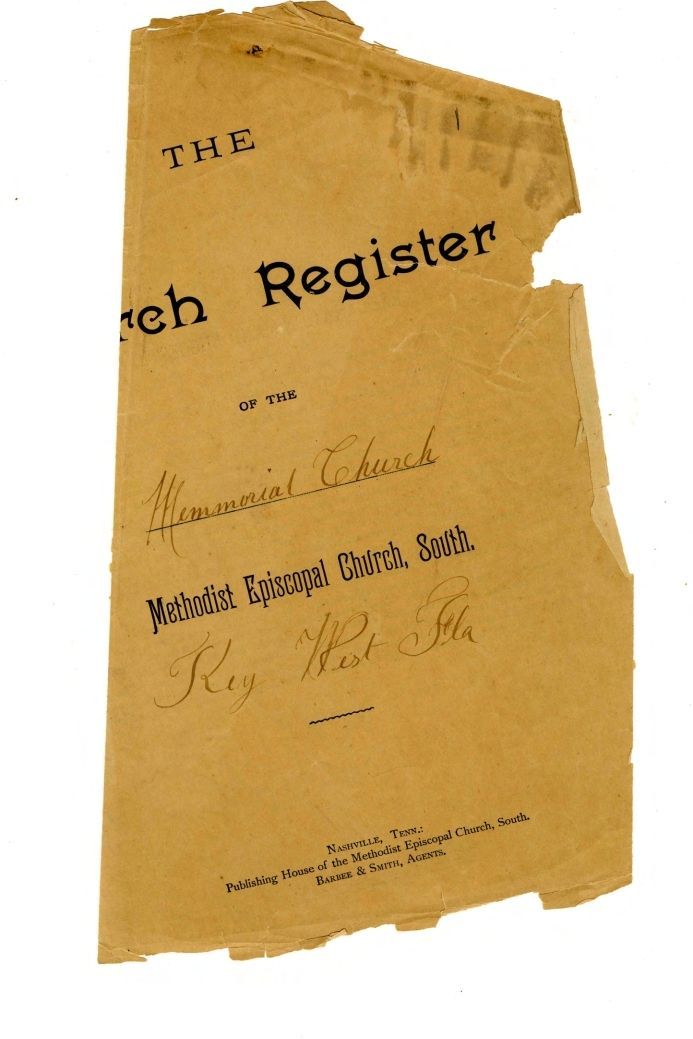 THE
rch Register
OF THE
Memmorial Church
Methodist Episcopal Church, South.
Key West Fla
Nashville, Tenn.:
Publishing House of the Methodist Episcopal Church, South.
Barbee & Smith, Agents.